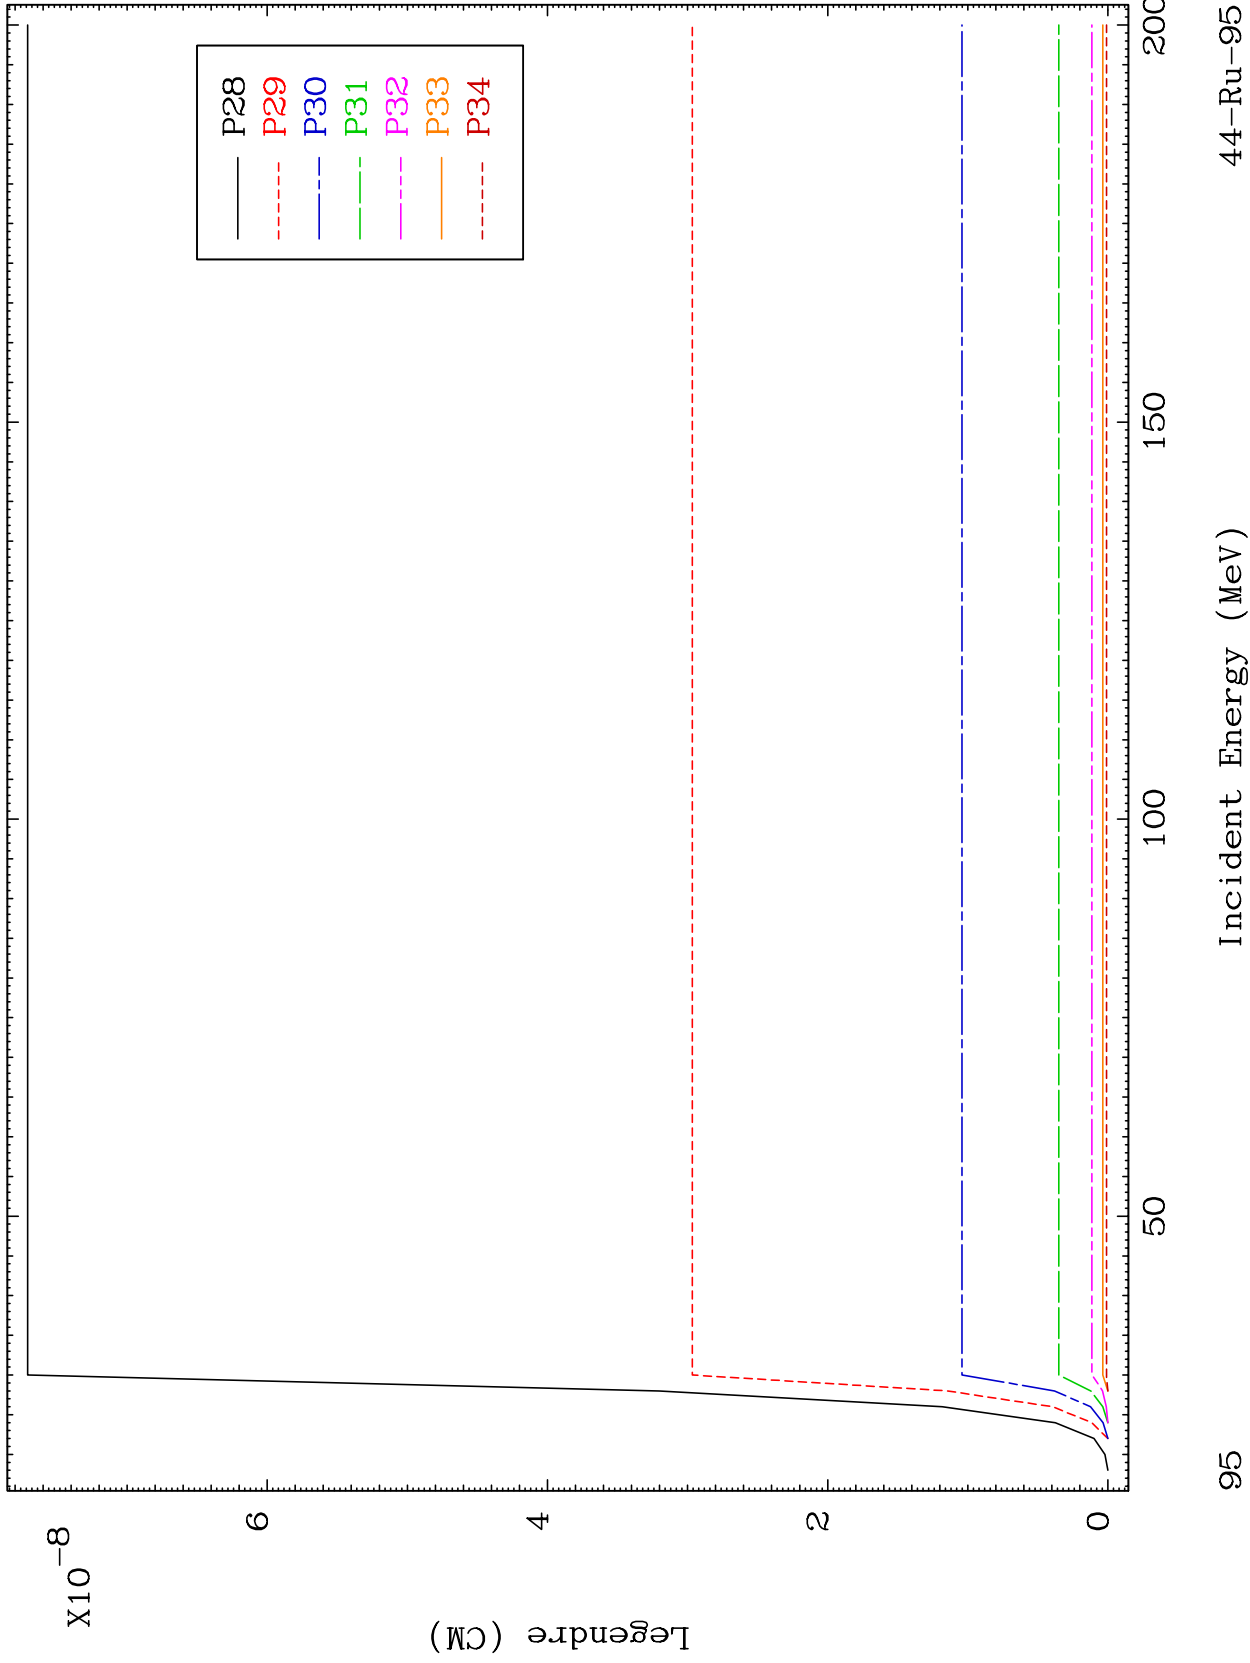 X10-8
Legendre (CM)
6
4
2
0
P28
P29
P30
P31
P32
P33
P34
50
100
150
200
95
Incident Energy (MeV)
44-Ru-95